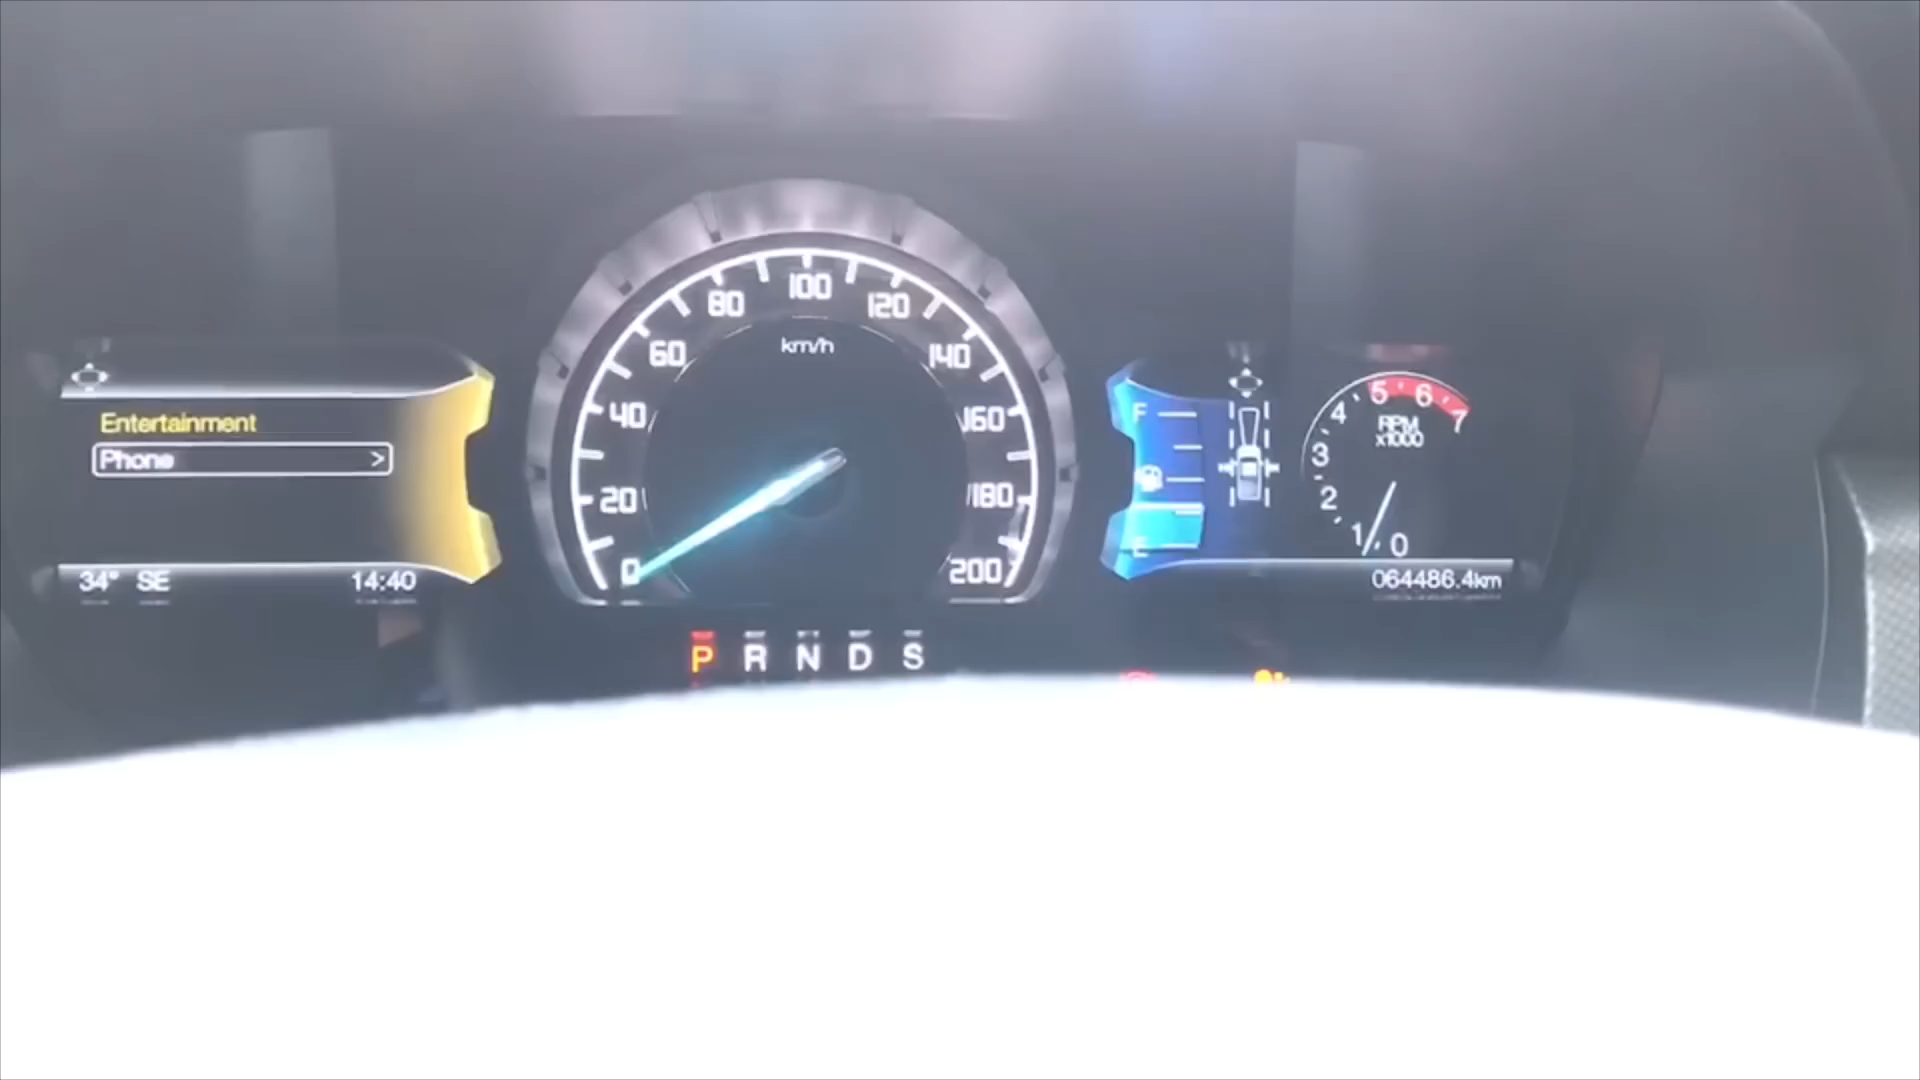 Entertainment
Phone >
34° SE 14:40
0 20 40 60 80 100 120 140 160 180 200
km/h
P R N D S
F
E
0 1 2 3 4 5 6 7
RPM
x1000
064486.4km